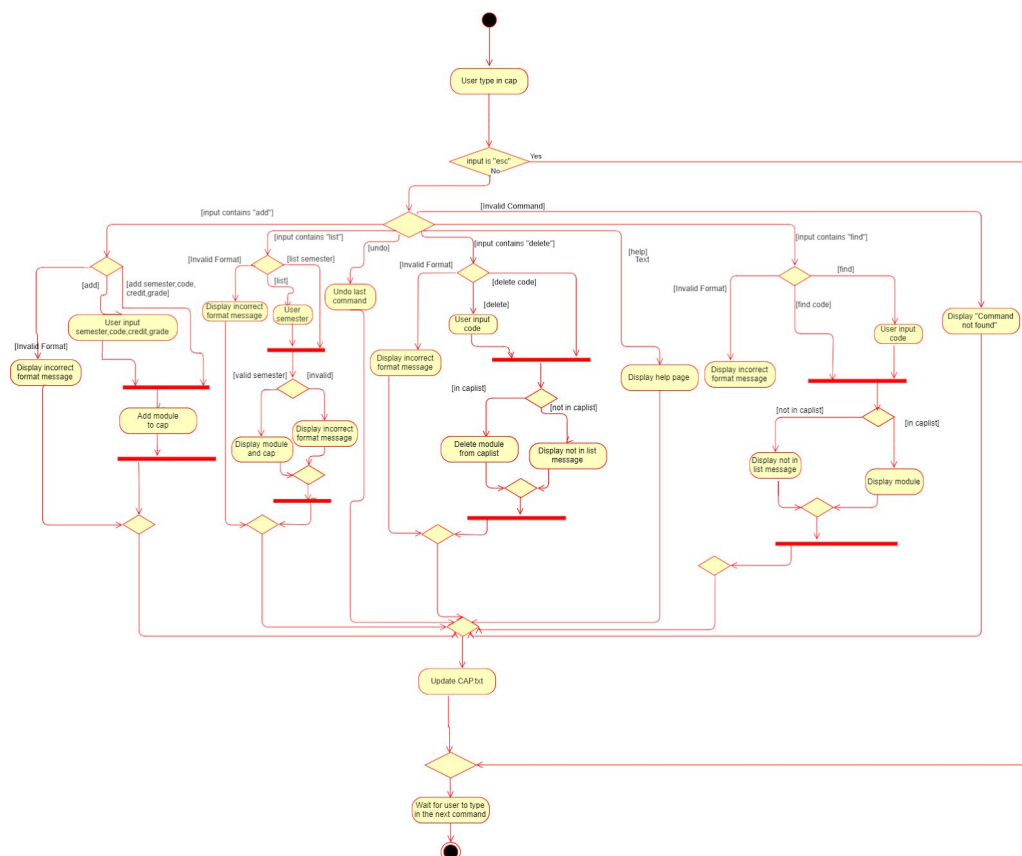 User type in cap
input is "esc"
Yes
No
[Invalid Command]
[input contains "add"]
[input contains "list"]
[undo]
[input contains "delete"]
[help]
Text
[input contains "find"]
[Invalid Format]
[list semester]
[list]
[add]
[add semester,code,
credit,grade]
[Invalid Format]
[delete code]
[delete]
[Invalid Format]
[find]
[find code]
Display incorrect
format message
User
semester
Undo last
command
User input
semester,code,credit,grade
User input
code
User input
code
Display "Command
not found"
[Invalid Format]
Display incorrect
format message
Display incorrect
format message
Display help page
Display incorrect
format message
[valid semester]
[invalid]
[in caplist]
[not in caplist]
[not in caplist]
[in caplist]
Add module
to cap
Display module
and cap
Display incorrect
format message
Delete module
from caplist
Display not in list
message
Display not in
list message
Display module
Update CAP.txt
Wait for user to type
in the next command